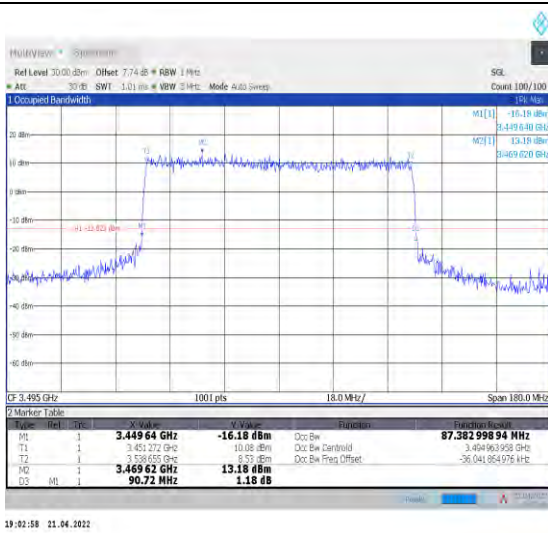 MultiView Spectrum
Ref Level 30.00 dBm Offset 7.74 dB RBW 1 MHz SGL
Att 30 dB SWT 1.01 ms VBW 3 MHz Mode Auto Sweep Count 100/100
1 Occupied Bandwidth 1Pk Max
M1[1] -16.18 dBm
3.449 640 GHz
M2[1] 13.18 dBm
3.469620 GHz
20 dBm
M2
T1 T2
10 dBm
0 dBm
-10 dBm
M1
-20 dBm
-30 dBm
-50 dBm
-60 dBm
CF 3.495 GHz 1001 pts 18.0 MHz/ Span 180.0 MHz
2 Marker Table
Type Ref Trc X-Value Y-Value Function Function Result
M1 1 3.449 64 GHz -16.18 dBm Occ Bw 87.382 998 94 MHz
T1 1 3.451 272 GHz 10.08 dBm Occ Bw Centroid 3.494 963 958 GHz
T2 1 3.538 655 GHz 8.53 dBm Occ Bw Freq Offset -36.041 864 976 kHz
M2 1 3.469 62 GHz 13.18 dBm
D3 M1 1 90.72 MHz 1.18 dB
19:02:58 21.04.2022